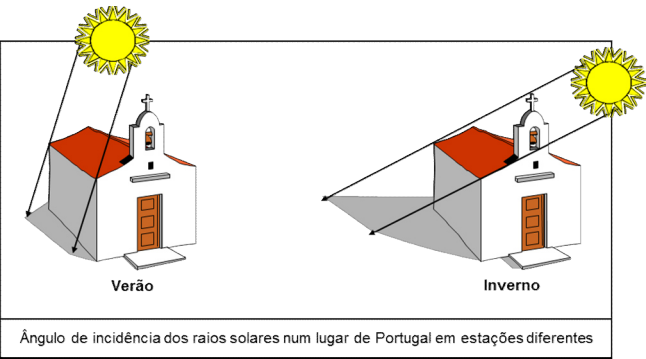 Verão
Inverno
Ângulo de incidência dos raios solares num lugar de Portugal em estações diferentes